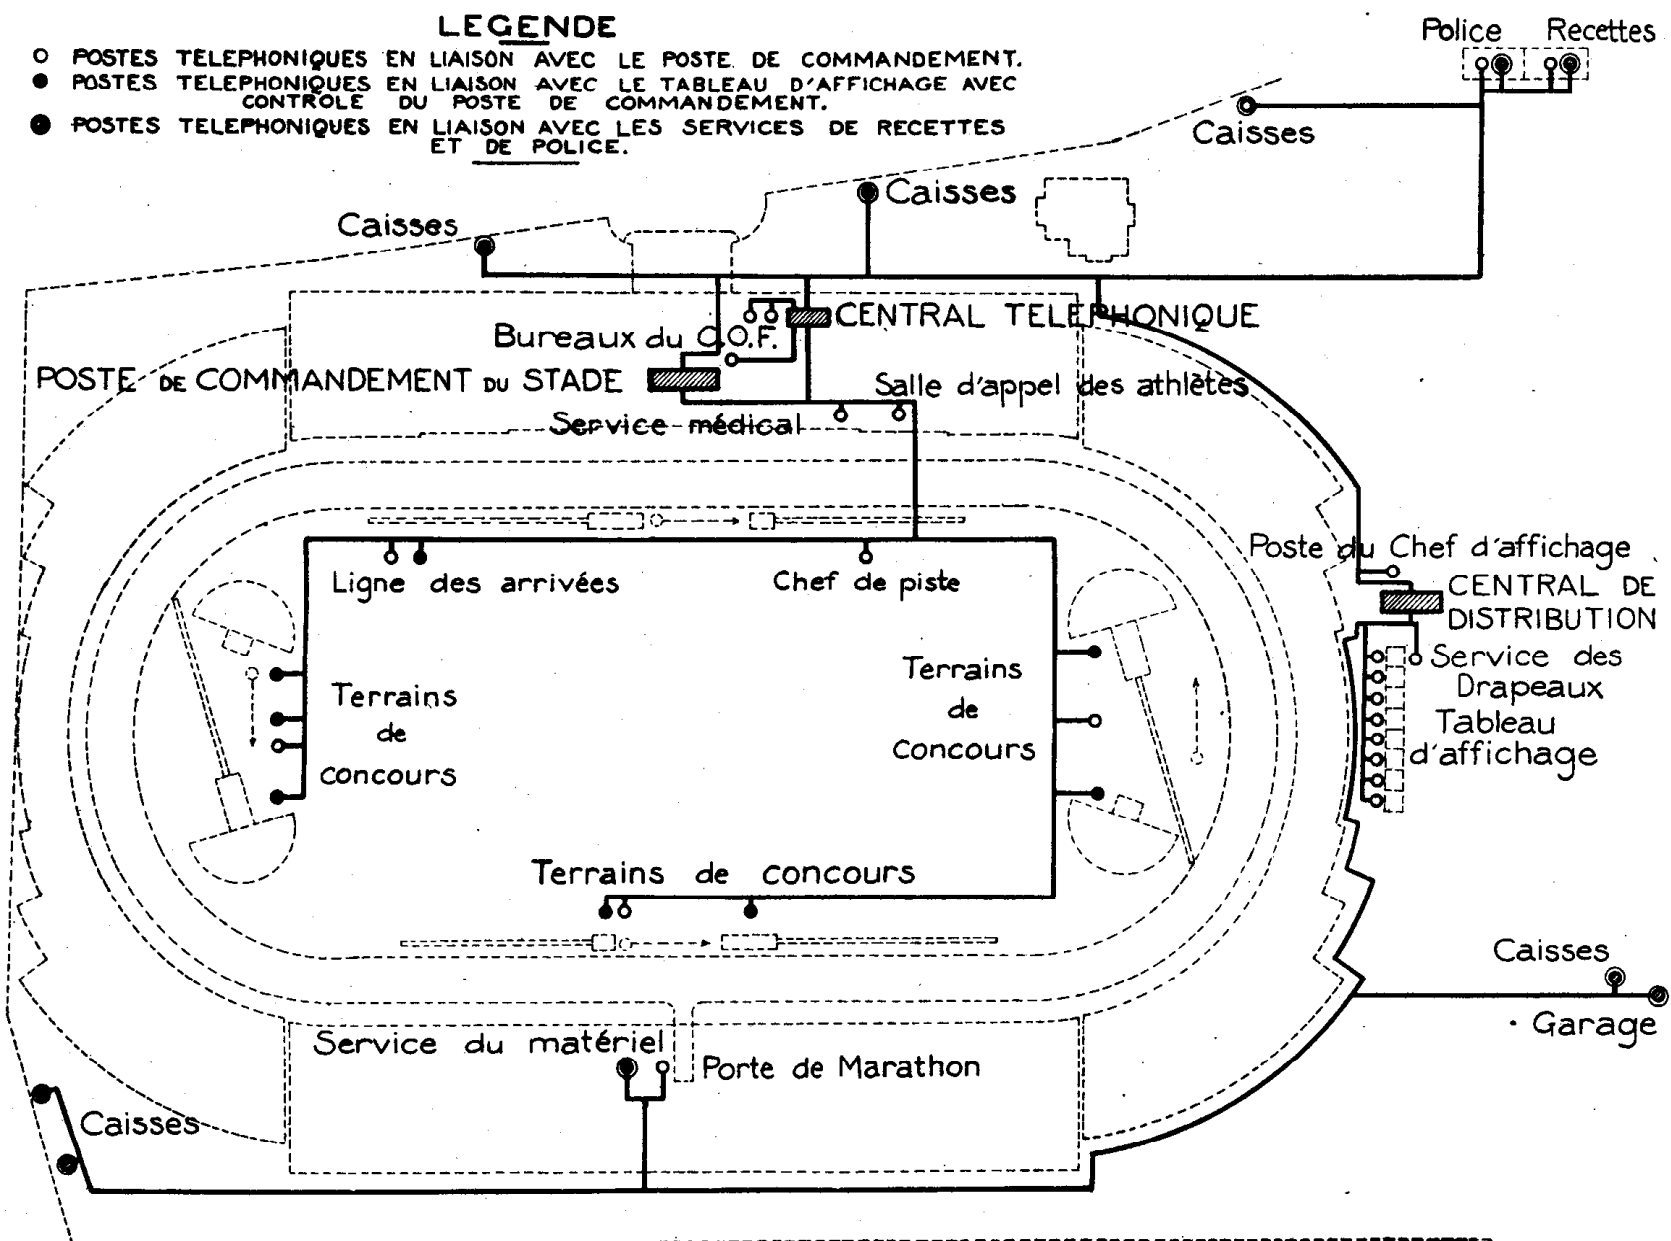 LEGENDE
POSTES TELEPHONIQUES EN LIAISON AVEC LE POSTE DE COMMANDEMENT.
POSTES TELEPHONIQUES EN LIAISON AVEC LE TABLEAU D'AFFICHAGE AVEC
CONTRÔLE DU POSTE DE COMMANDEMENT.
POSTES TELEPHONIQUES EN LIAISON AVEC LES SERVICES DE RECETTES
ET DE POLICE.
Police Recettes
Caisses
Caisses
Caisses
CENTRAL TELEPHONIQUE
Bureaux du C.O.F.
POSTE DE COMMANDEMENT DU STADE
Salle d'appel des athlètes
Service médical
Poste du Chef d'affichage
Ligne des arrivées
Chef de piste
CENTRAL DE
DISTRIBUTION
Service des
Drapeaux
Terrains
de
concours
Terrains
de
concours
Tableau
d'affichage
Terrains de concours
Caisses
Garage
Service du matériel
Porte de Marathon
Caisses